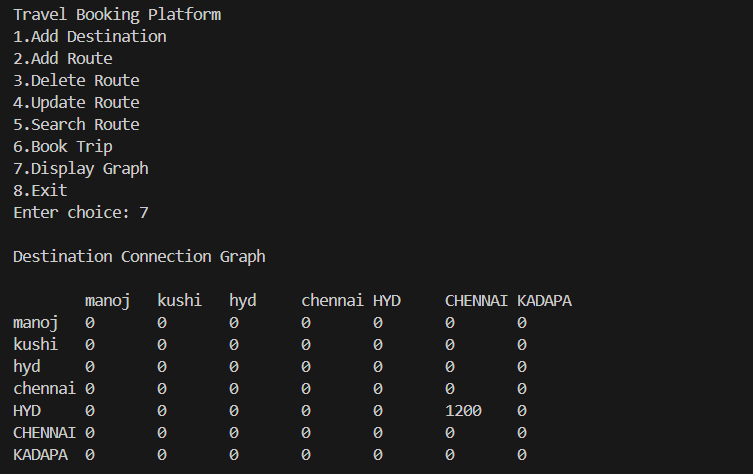 Travel Booking Platform
1.Add Destination
2.Add Route
3.Delete Route
4.Update Route
5.Search Route
6.Book Trip
7.Display Graph
8.Exit
Enter choice: 7
Destination Connection Graph
manoj kushi hyd chennai HYD CHENNAI KADAPA
manoj 0 0 0 0 0 0 0
kushi 0 0 0 0 0 0 0
hyd 0 0 0 0 0 0 0
chennai 0 0 0 0 0 0 0
HYD 0 0 0 0 0 1200 0
CHENNAI 0 0 0 0 0 0 0
KADAPA 0 0 0 0 0 0 0